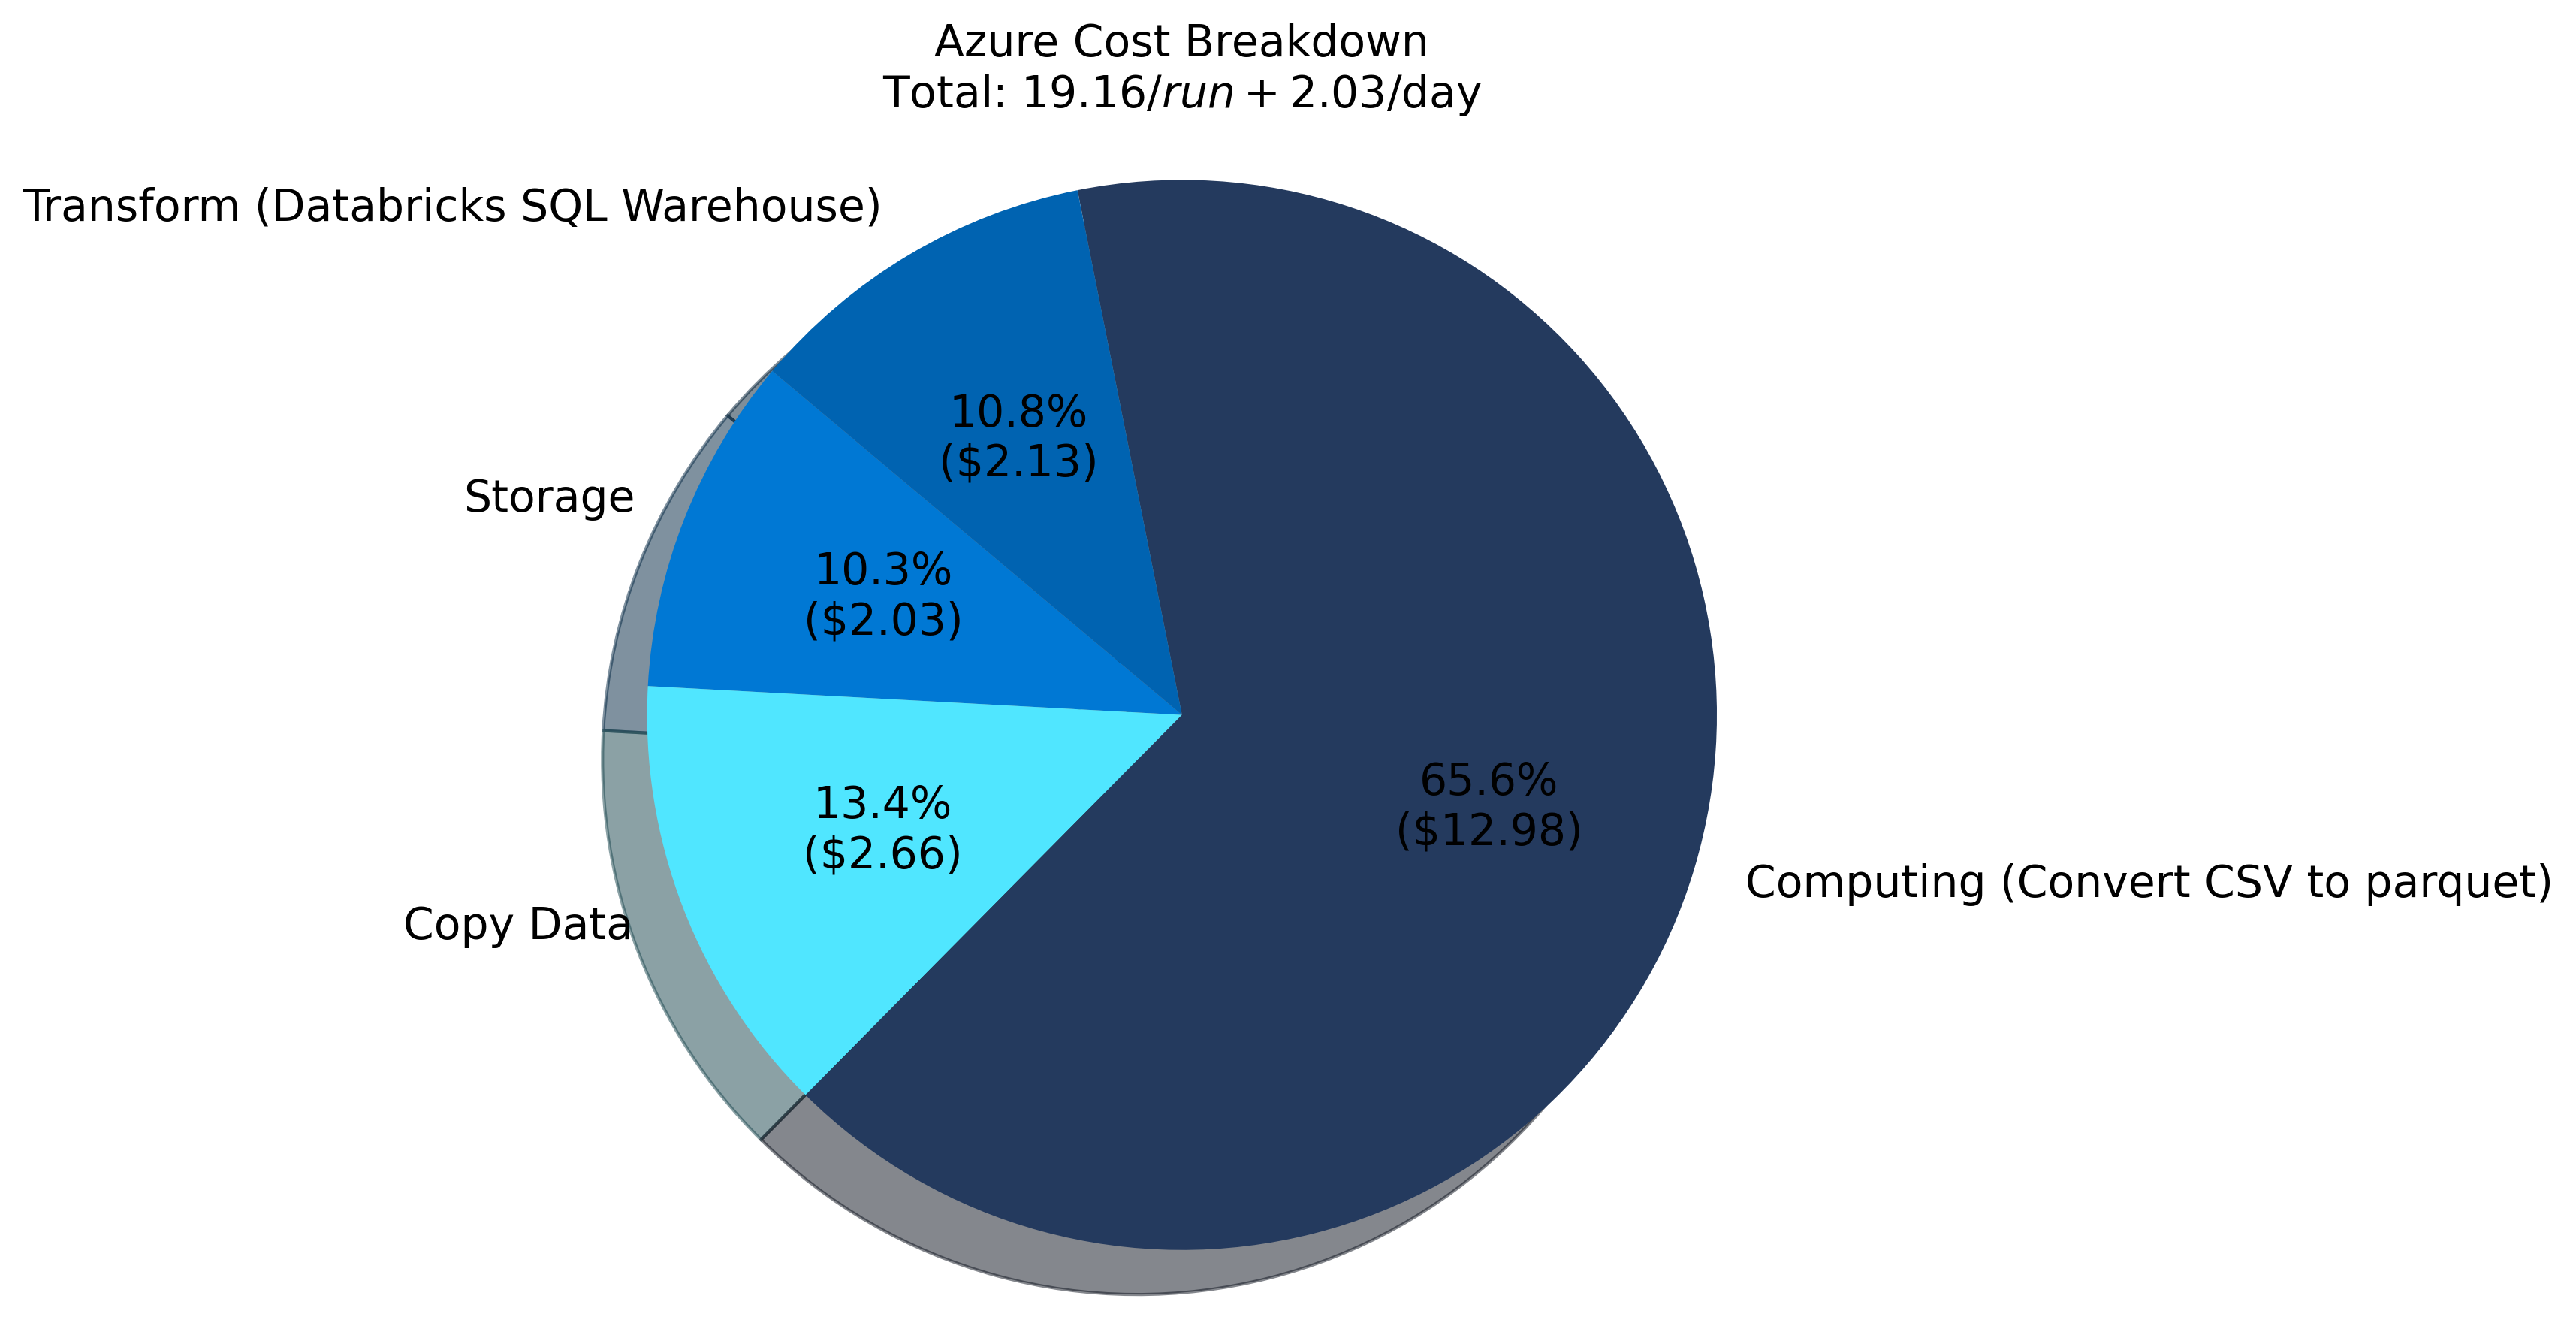 Azure Cost Breakdown
Total: 19.16/run + 2.03/day
Transform (Databricks SQL Warehouse)
10.8%
($2.13)
Storage
10.3%
($2.03)
13.4%
($2.66)
Copy Data
65.6%
($12.98)
Computing (Convert CSV to parquet)